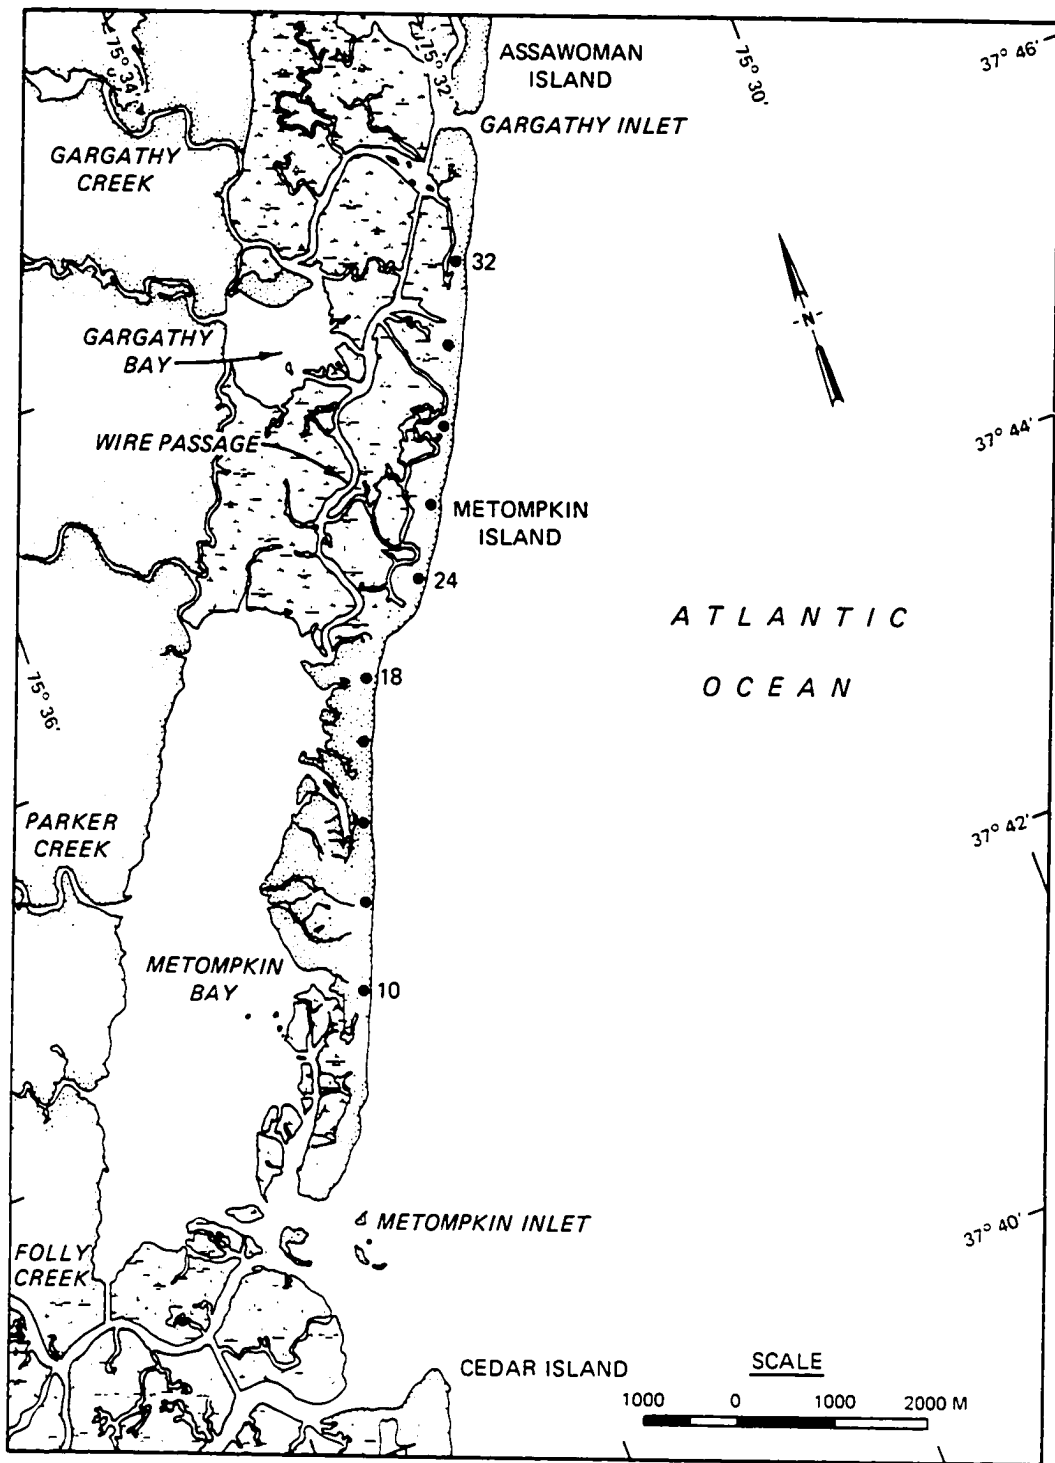 75° 34'
75° 32'
ASSAWOMAN
ISLAND
75° 30'
37° 46'
GARGATHY INLET
GARGATHY
CREEK
32
-N-
GARGATHY
BAY
37° 44'
WIRE PASSAGE
METOMPKIN
ISLAND
24
ATLANTIC
OCEAN
18
75° 36'
PARKER
CREEK
37° 42'
METOMPKIN
BAY
10
METOMPKIN INLET
37° 40'
FOLLY
CREEK
CEDAR ISLAND
SCALE
1000 0 1000 2000 M